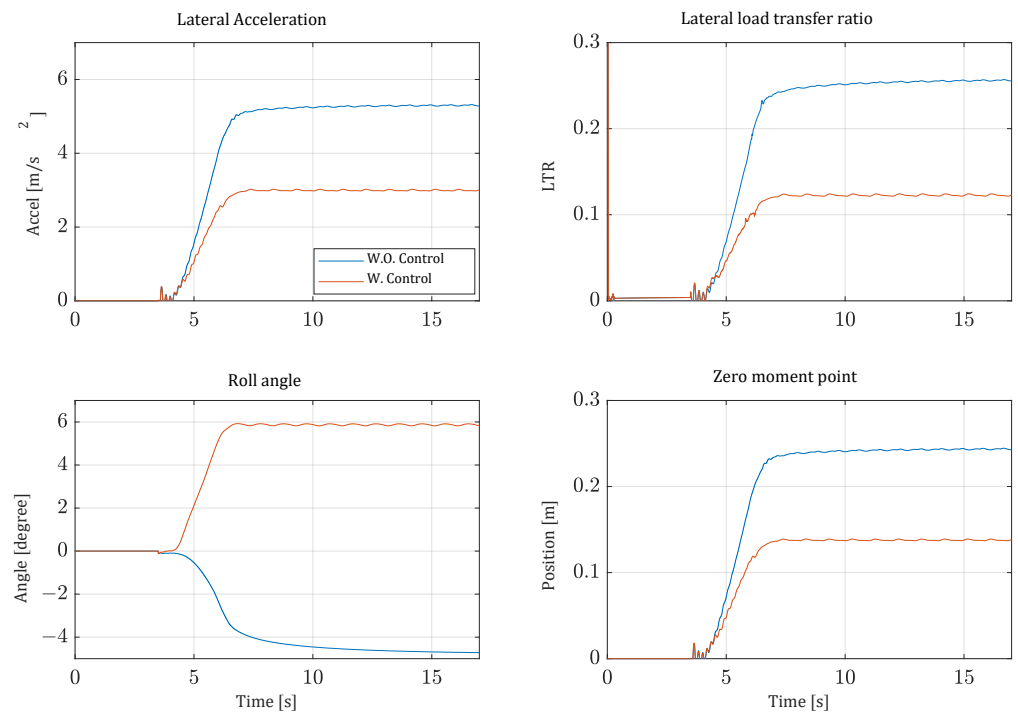 Lateral Acceleration
Accel [m/s 2 ]
6
4
2
0
0 5 10 15
W.O. Control
W. Control
Lateral load transfer ratio
LTR
0.3
0.2
0.1
0
0 5 10 15
Roll angle
Angle [degree]
6
4
2
0
−2
−4
0 5 10 15
Time [s]
Zero moment point
Position [m]
0.3
0.2
0.1
0
0 5 10 15
Time [s]